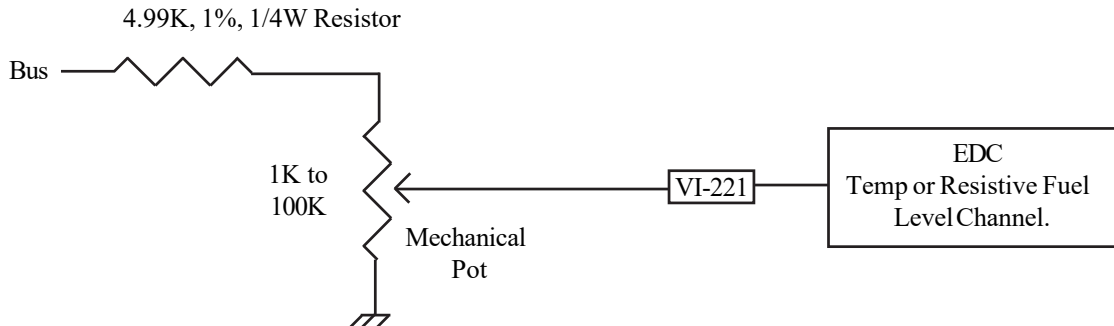 4.99K, 1%, 1/4W Resistor
Bus
1K to
100K
Mechanical
Pot
VI-221
EDC
Temp or Resistive Fuel
Level Channel.